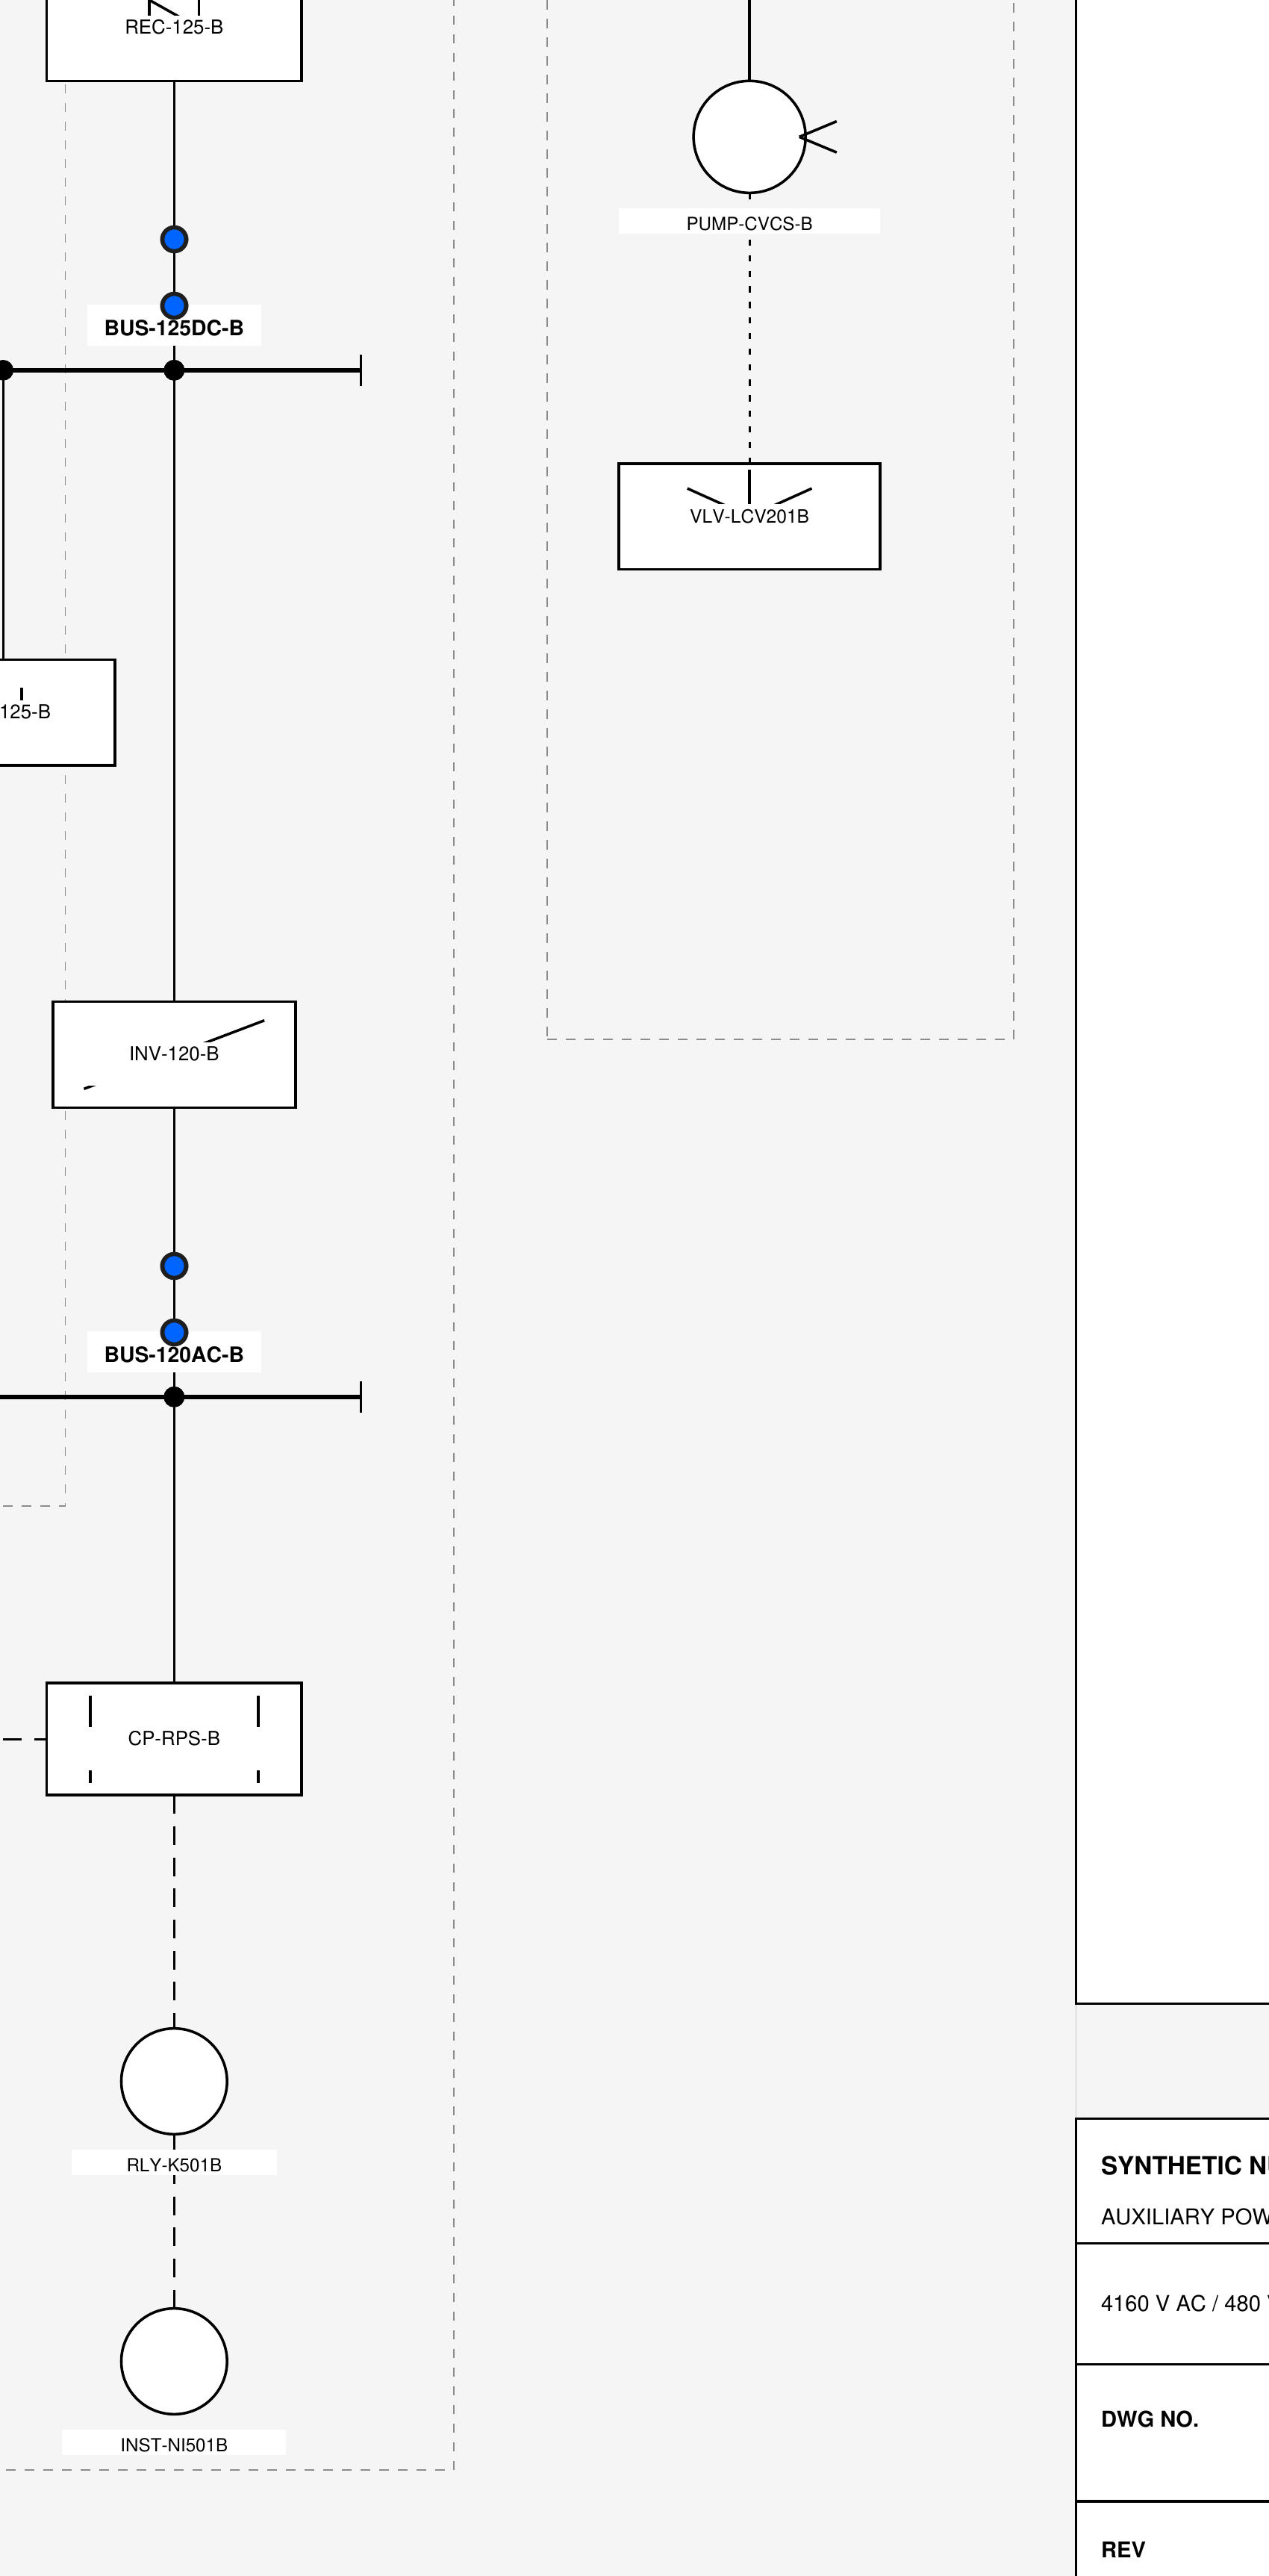 REC-125-B
PUMP-CVCS-B
BUS-125DC-B
VLV-LCV201B
125-B
INV-120-B
BUS-120AC-B
CP-RPS-B
RLY-K501B
INST-NI501B
SYNTHETIC
AUXILIARY POW
4160 V AC / 480
DWG NO.
REV